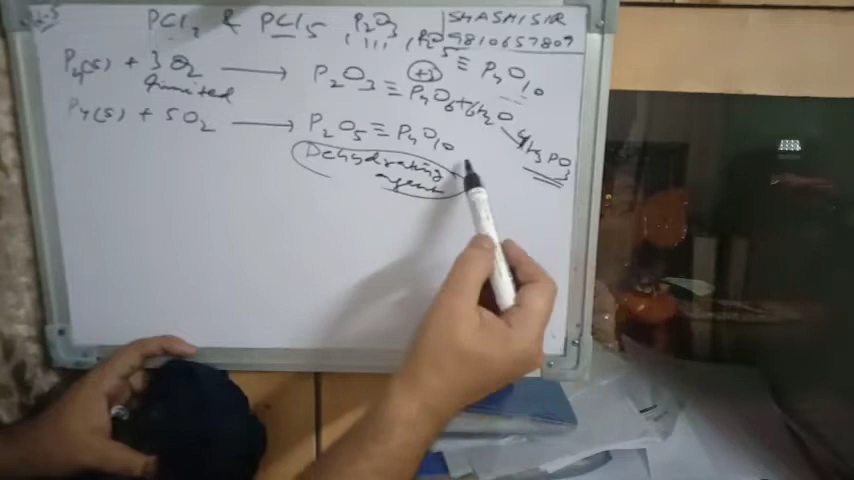 PCl3 & PCl5, P2O3, P2O5 ≡ P4O10
SHASHI SIR
9810657809
P4(s) + 3O2 → P2O3 ≡ P4O6 + 6H2O → 4H3PO3
limited
+3
P4(s) + 5O2 → P2O5 ≡ P4O10
Dehydrating
agent